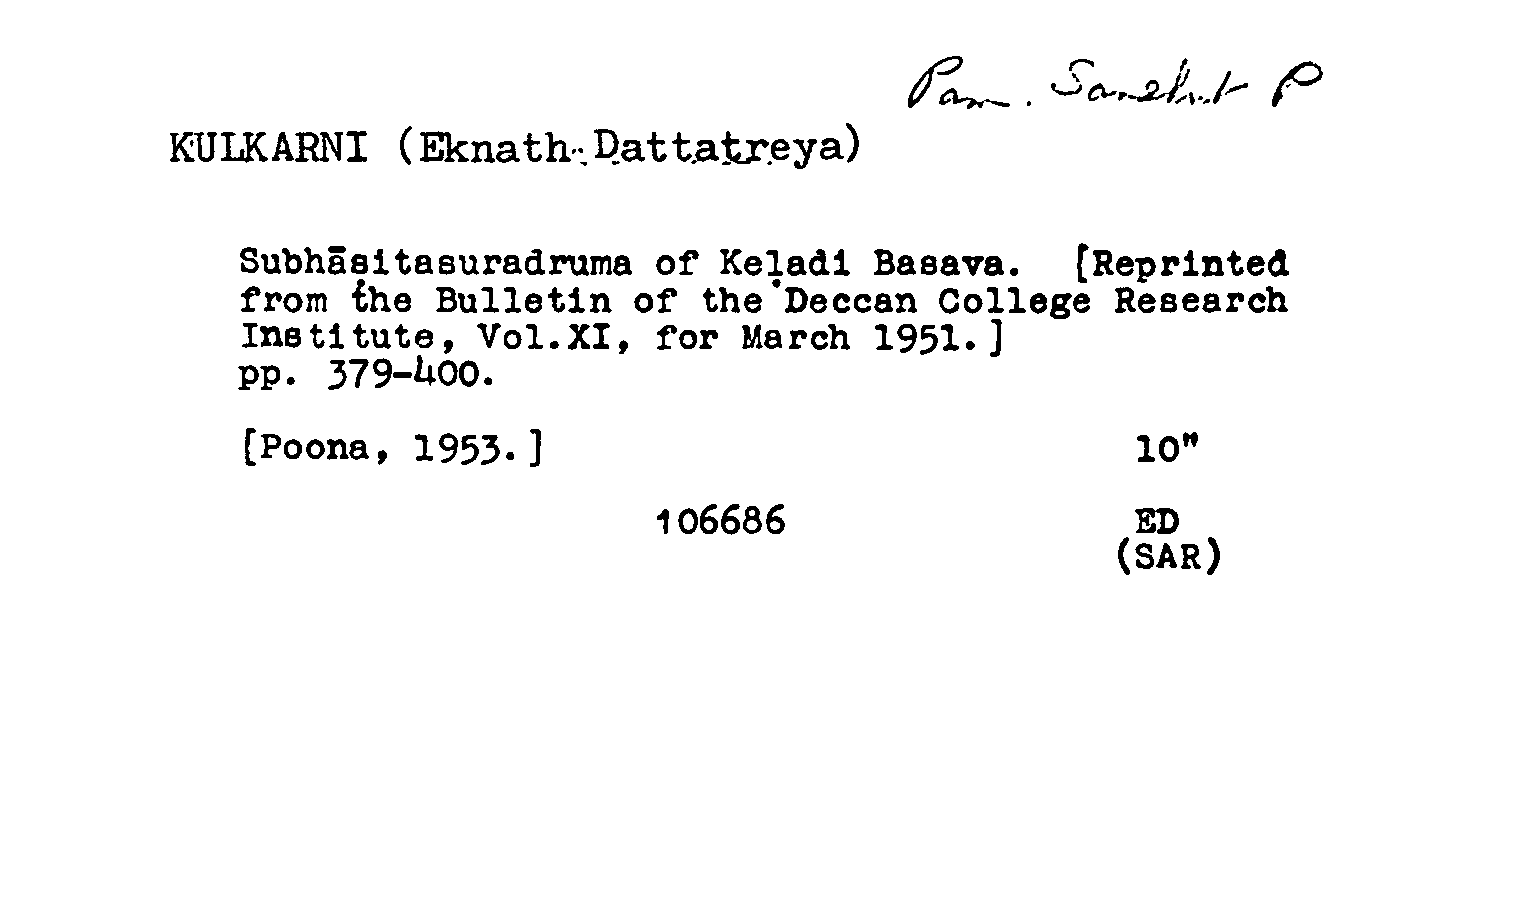 Pam. Sanskrit P
KULKARNI (Eknath Dattatreya)
Subhāsitasuradruma of Keḷadi Basava. [Reprinted
from the Bulletin of the Deccan College Research
Institute, Vol.XI, for March 1951.]
pp. 379-400.
[Poona, 1953.] 10"
106686 ED
(SAR)